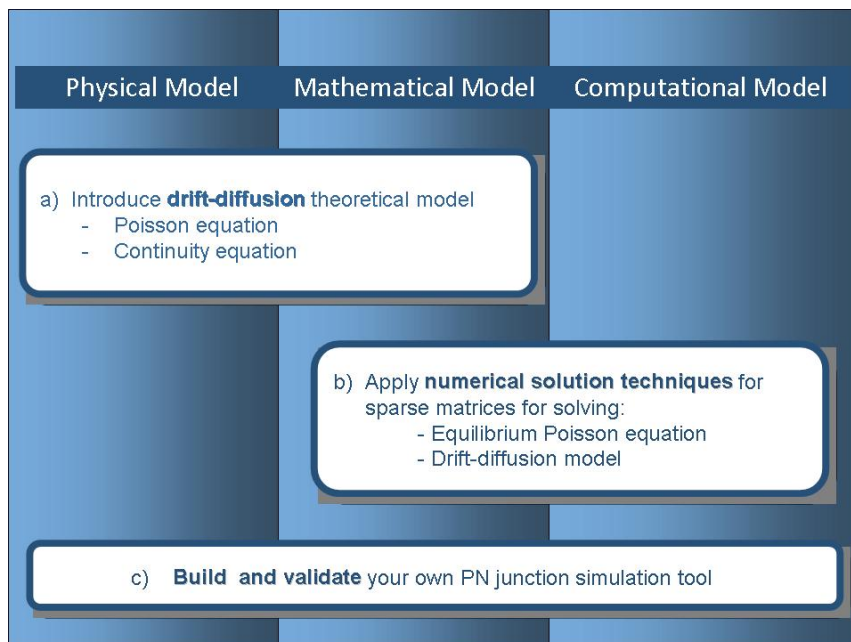 Physical Model Mathematical Model Computational Model
a) Introduce drift-diffusion theoretical model
- Poisson equation
- Continuity equation
b) Apply numerical solution techniques for
sparse matrices for solving:
- Equilibrium Poisson equation
- Drift-diffusion model
c) Build and validate your own PN junction simulation tool